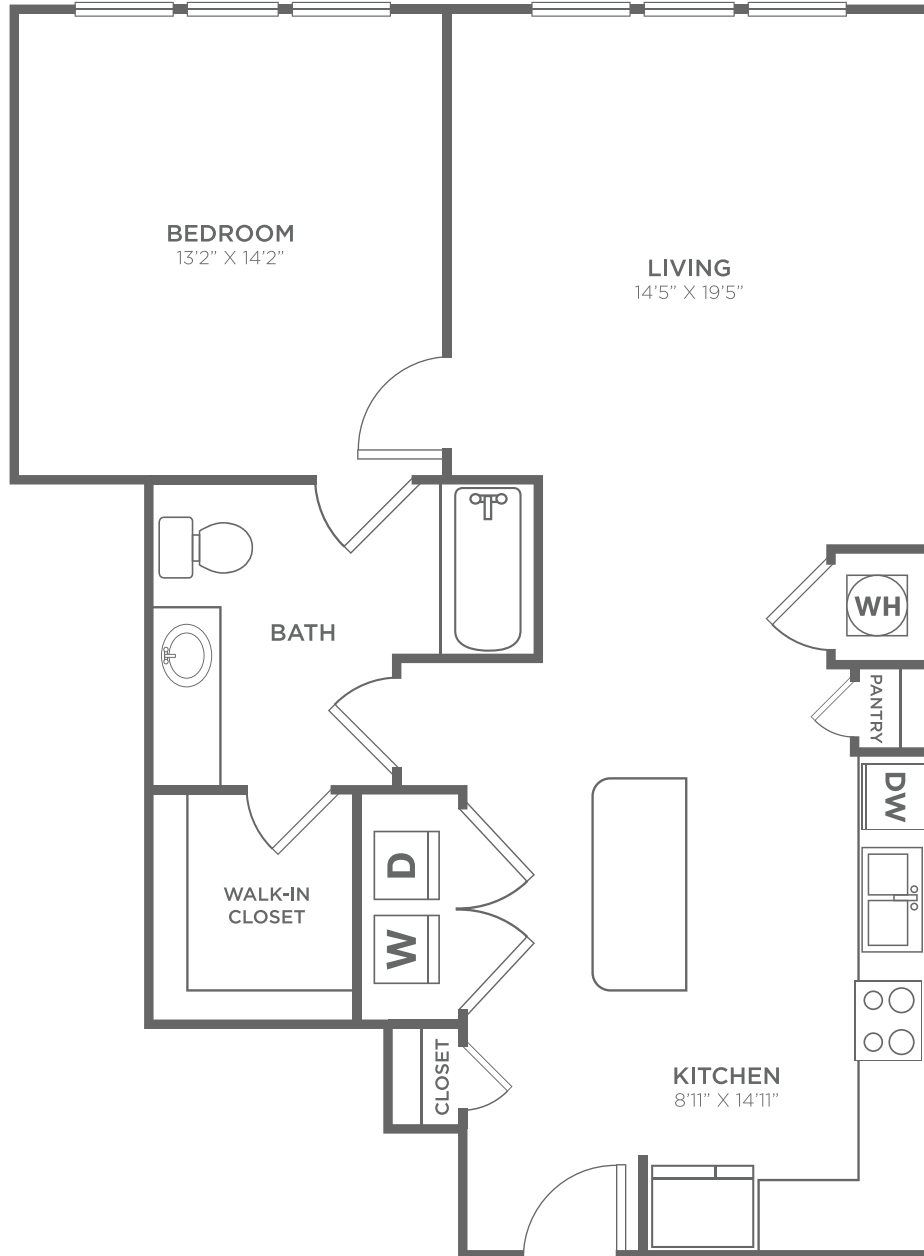 BEDROOM
13’2” X 14’2”
LIVING
14’5” X 19’5”
WH
BATH
PANTRY
DW
D
WALK-IN
CLOSET
W
CLOSET
KITCHEN
8’11” X 14’11”